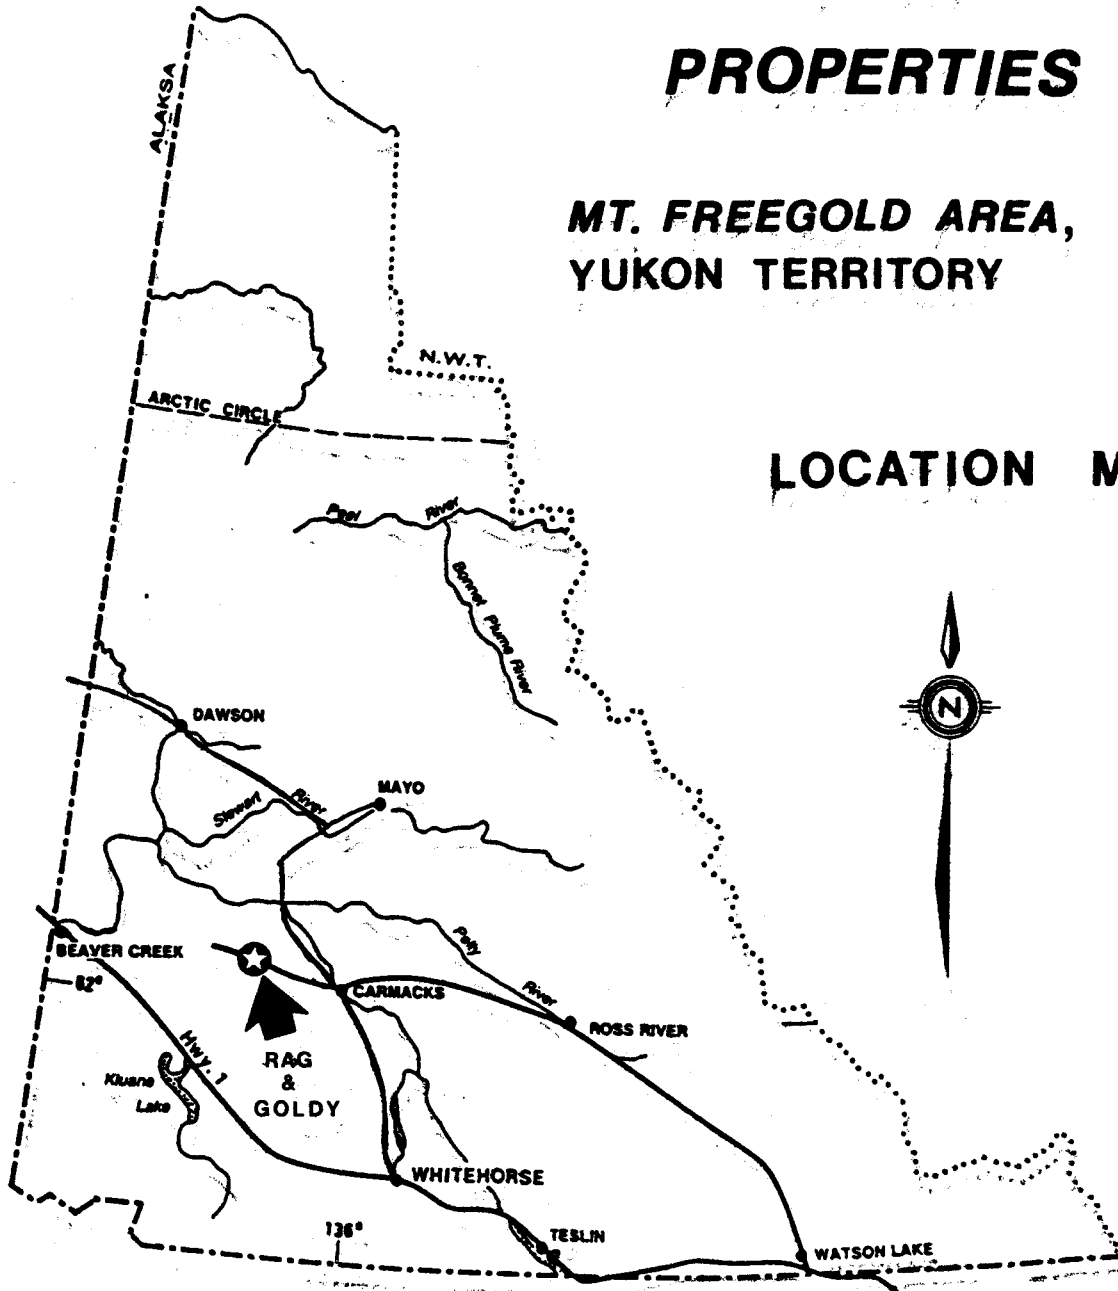 PROPERTIES
ALAKSA
MT. FREEGOLD AREA,
YUKON TERRITORY
N.W.T.
ARCTIC CIRCLE
LOCATION M
Peel River
Bonnet Plume River
N
DAWSON
MAYO
Stewart River
BEAVER CREEK
62°
Pelly River
CARMACKS
ROSS RIVER
Hwy. 1
RAG
&
GOLDY
Kluane
Lake
WHITEHORSE
136°
TESLIN
WATSON LAKE